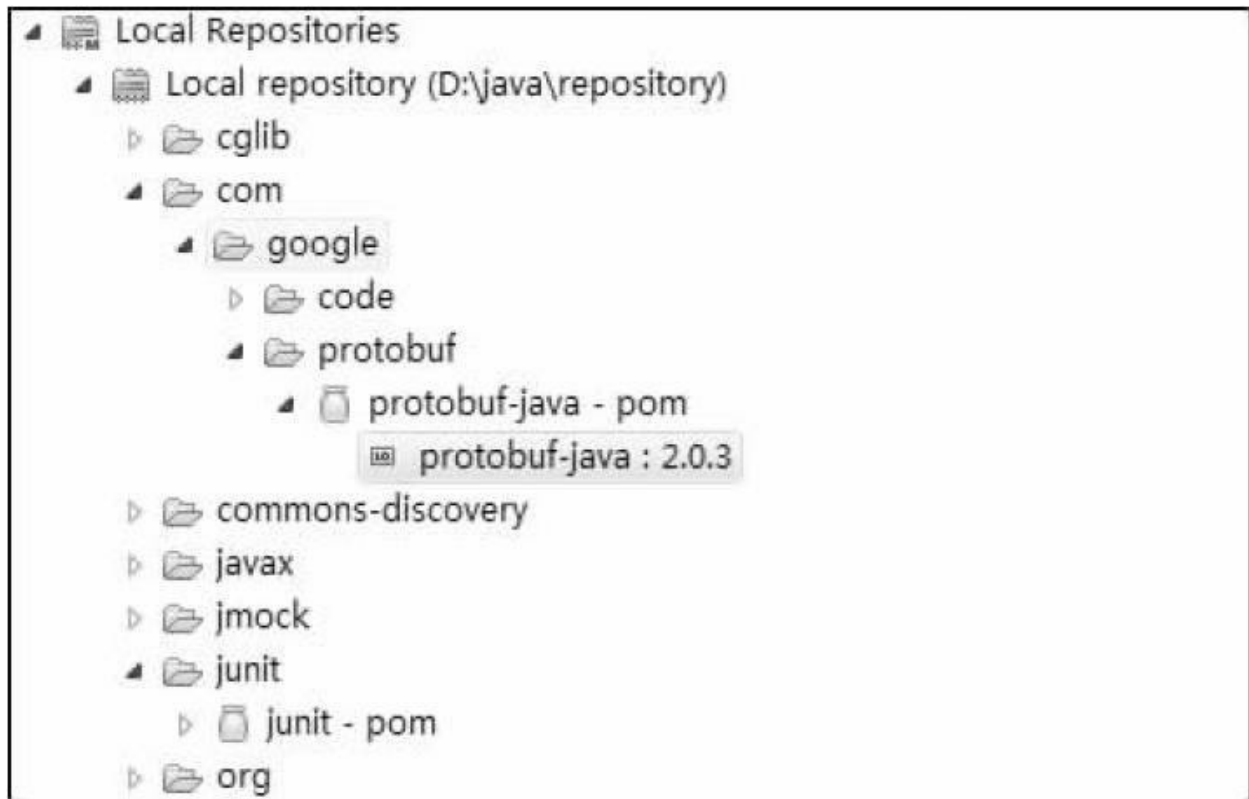 Local Repositories
Local repository (D:\java\repository)
cglib
com
google
code
protobuf
protobuf-java - pom
protobuf-java : 2.0.3
commons-discovery
javax
jmock
junit
junit - pom
org